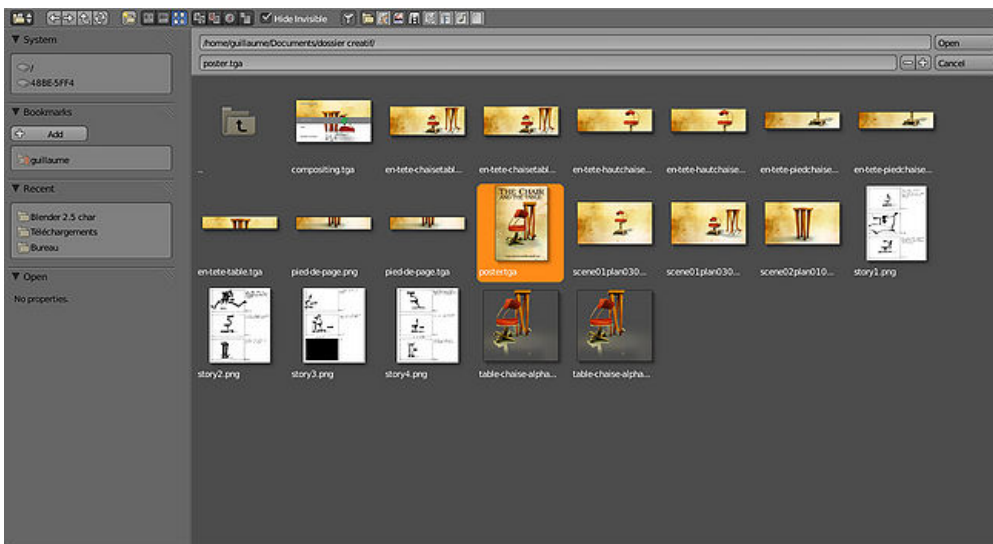 Hide Invisible
System
/
48BE-5FF4
Bookmarks
Add
guillaume
Recent
Blender 2.5 char
Téléchargements
Bureau
Open
No properties.
/home/guillaume/Documents/dossier creatif/
Open
poster.tga
Cancel
..
compositing.tga
en-tete-chaisetabl...
en-tete-chaisetabl...
en-tete-hautchaise...
en-tete-hautchaise...
en-tete-piedchaise...
en-tete-piedchaise...
THE CHAIR
AND THE TABLE
en-tete-table.tga
pied-de-page.png
pied-de-page.tga
poster.tga
scene01plan030...
scene01plan030...
scene02plan010...
story1.png
story2.png
story3.png
story4.png
table-chaise-alpha...
table-chaise-alpha...